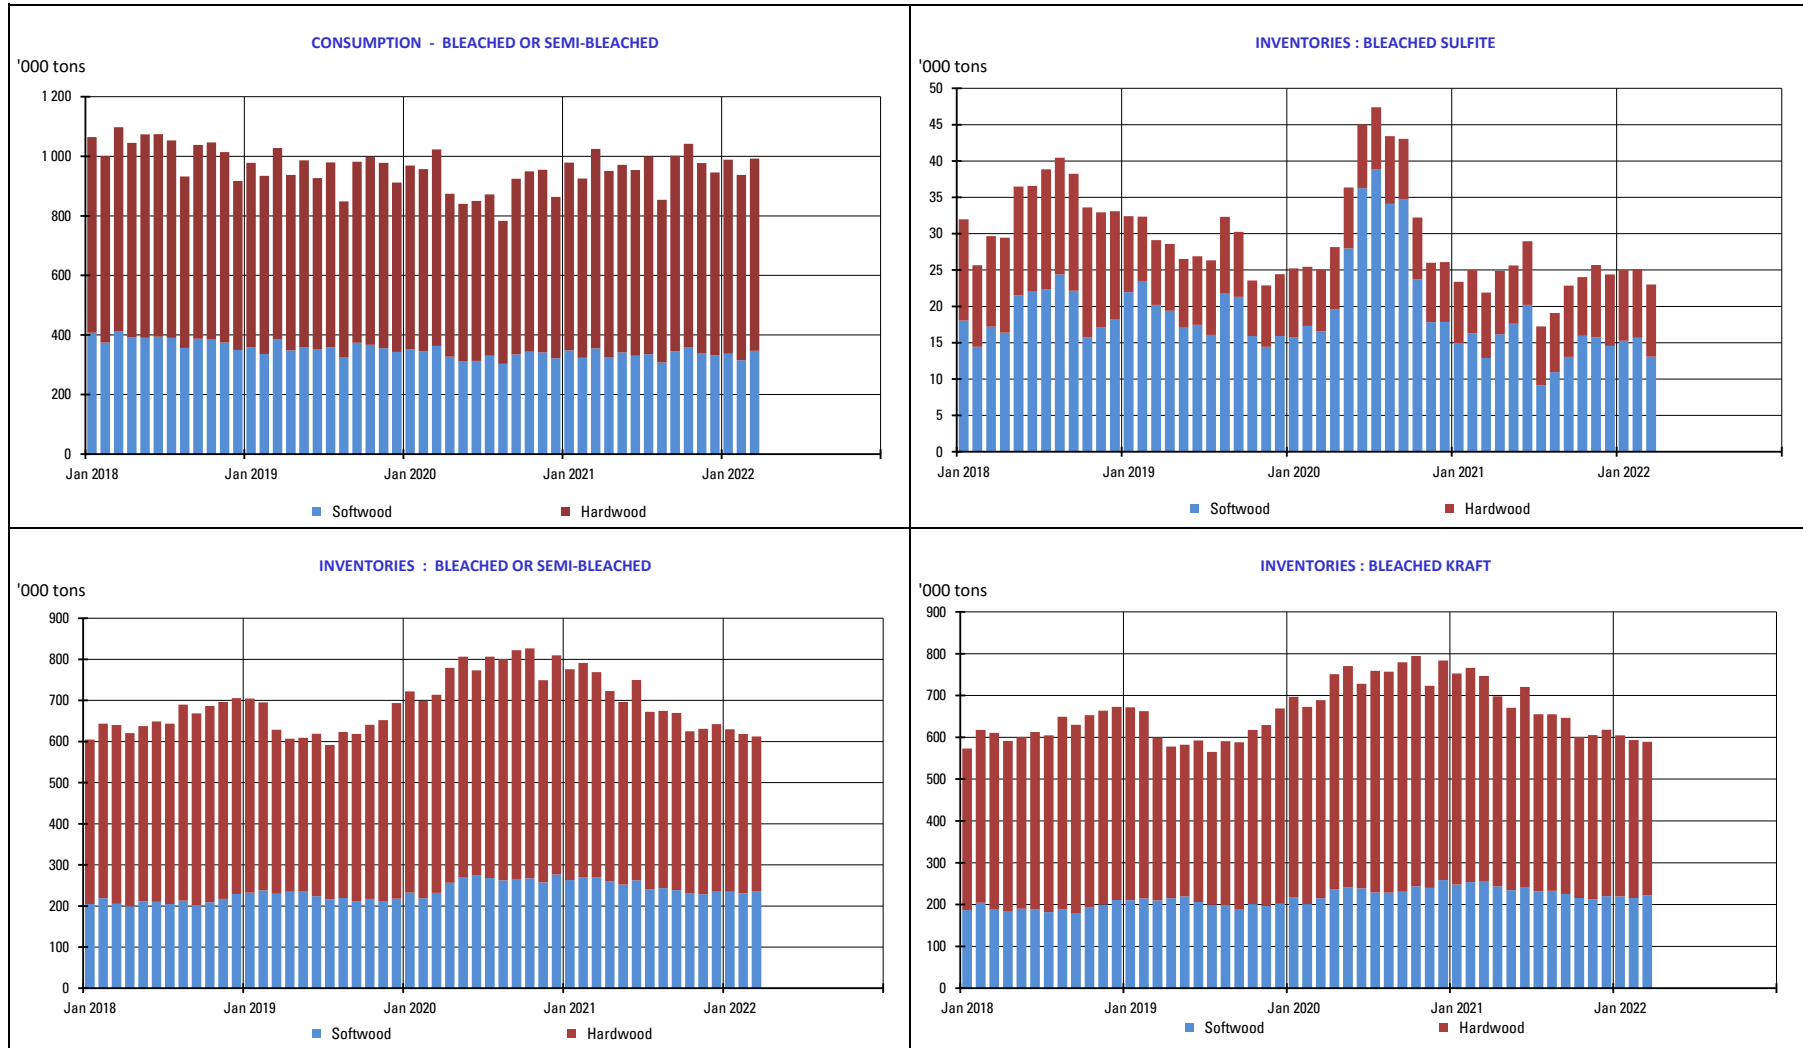 CONSUMPTION - BLEACHED OR SEMI-BLEACHED
'000 tons
1 200
1 000
800
600
400
200
0
Jan 2018 Jan 2019 Jan 2020 Jan 2021 Jan 2022
Softwood Hardwood
INVENTORIES : BLEACHED SULFITE
'000 tons
50
45
40
35
30
25
20
15
10
5
0
Jan 2018 Jan 2019 Jan 2020 Jan 2021 Jan 2022
Softwood Hardwood
INVENTORIES : BLEACHED OR SEMI-BLEACHED
'000 tons
900
800
700
600
500
400
300
200
100
0
Jan 2018 Jan 2019 Jan 2020 Jan 2021 Jan 2022
Softwood Hardwood
INVENTORIES : BLEACHED KRAFT
'000 tons
900
800
700
600
500
400
300
200
100
0
Jan 2018 Jan 2019 Jan 2020 Jan 2021 Jan 2022
Softwood Hardwood